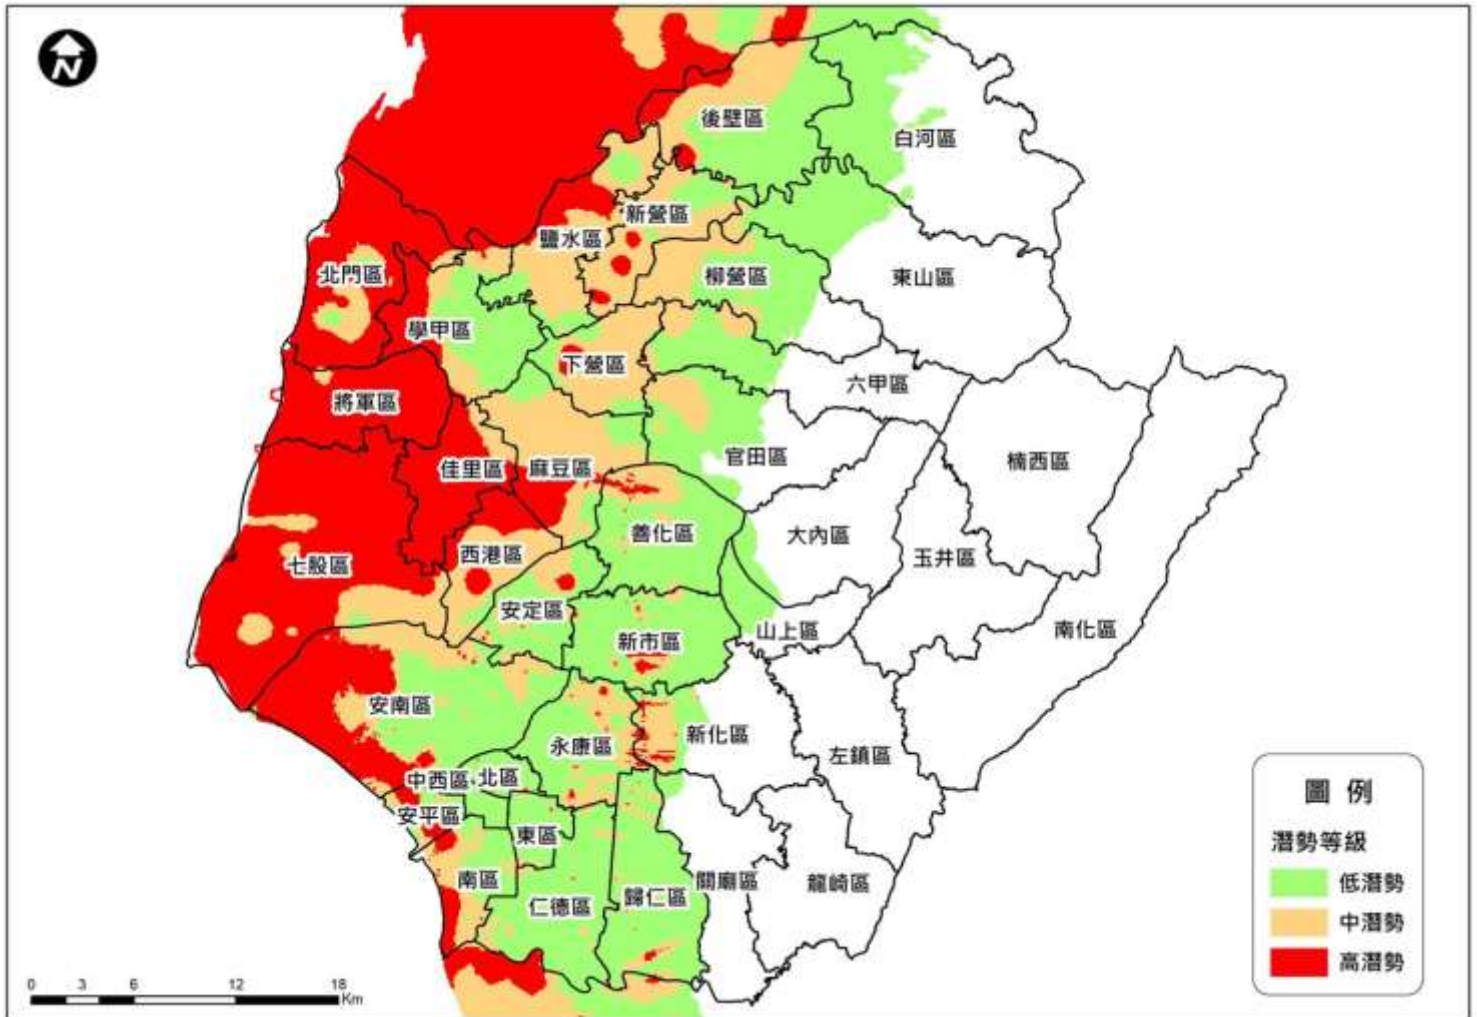 N
後壁區
白河區
新營區
鹽水區
北門區
柳營區
東山區
學甲區
下營區
六甲區
將軍區
官田區
楠西區
佳里區
麻豆區
善化區
大內區
西港區
玉井區
七股區
安定區
山上區
南化區
新市區
安南區
新化區
永康區
左鎮區
中西區
北區
安平區
東區
南區
關廟區
龍崎區
歸仁區
仁德區
圖例
潛勢等級
低潛勢
中潛勢
高潛勢
0 3 6 12 18
Km